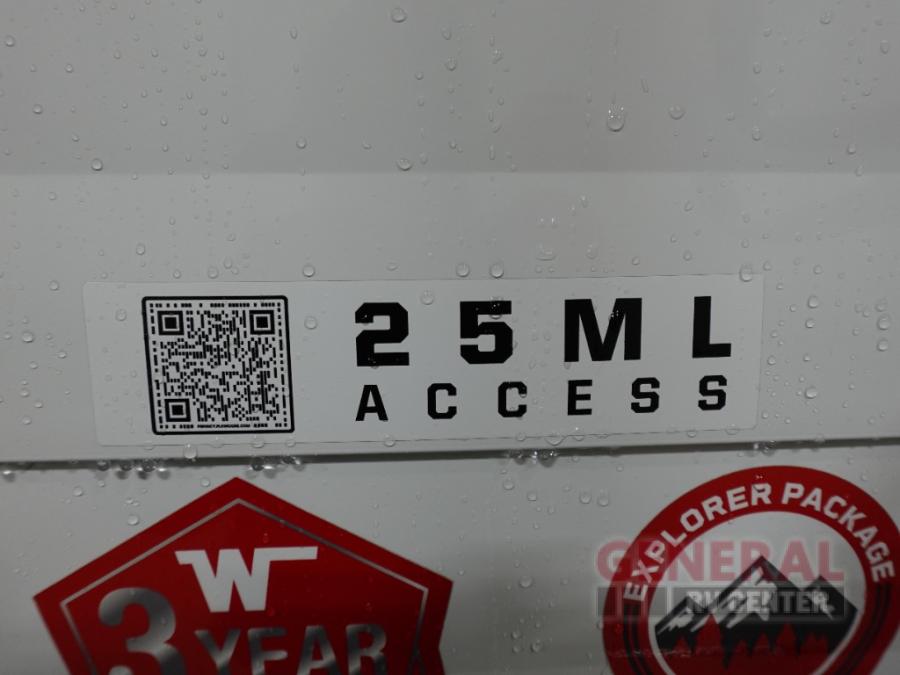 25ML
ACCESS
W
3 YEAR
EXPLORER PACKAGE
GENERAL
RV CENTER